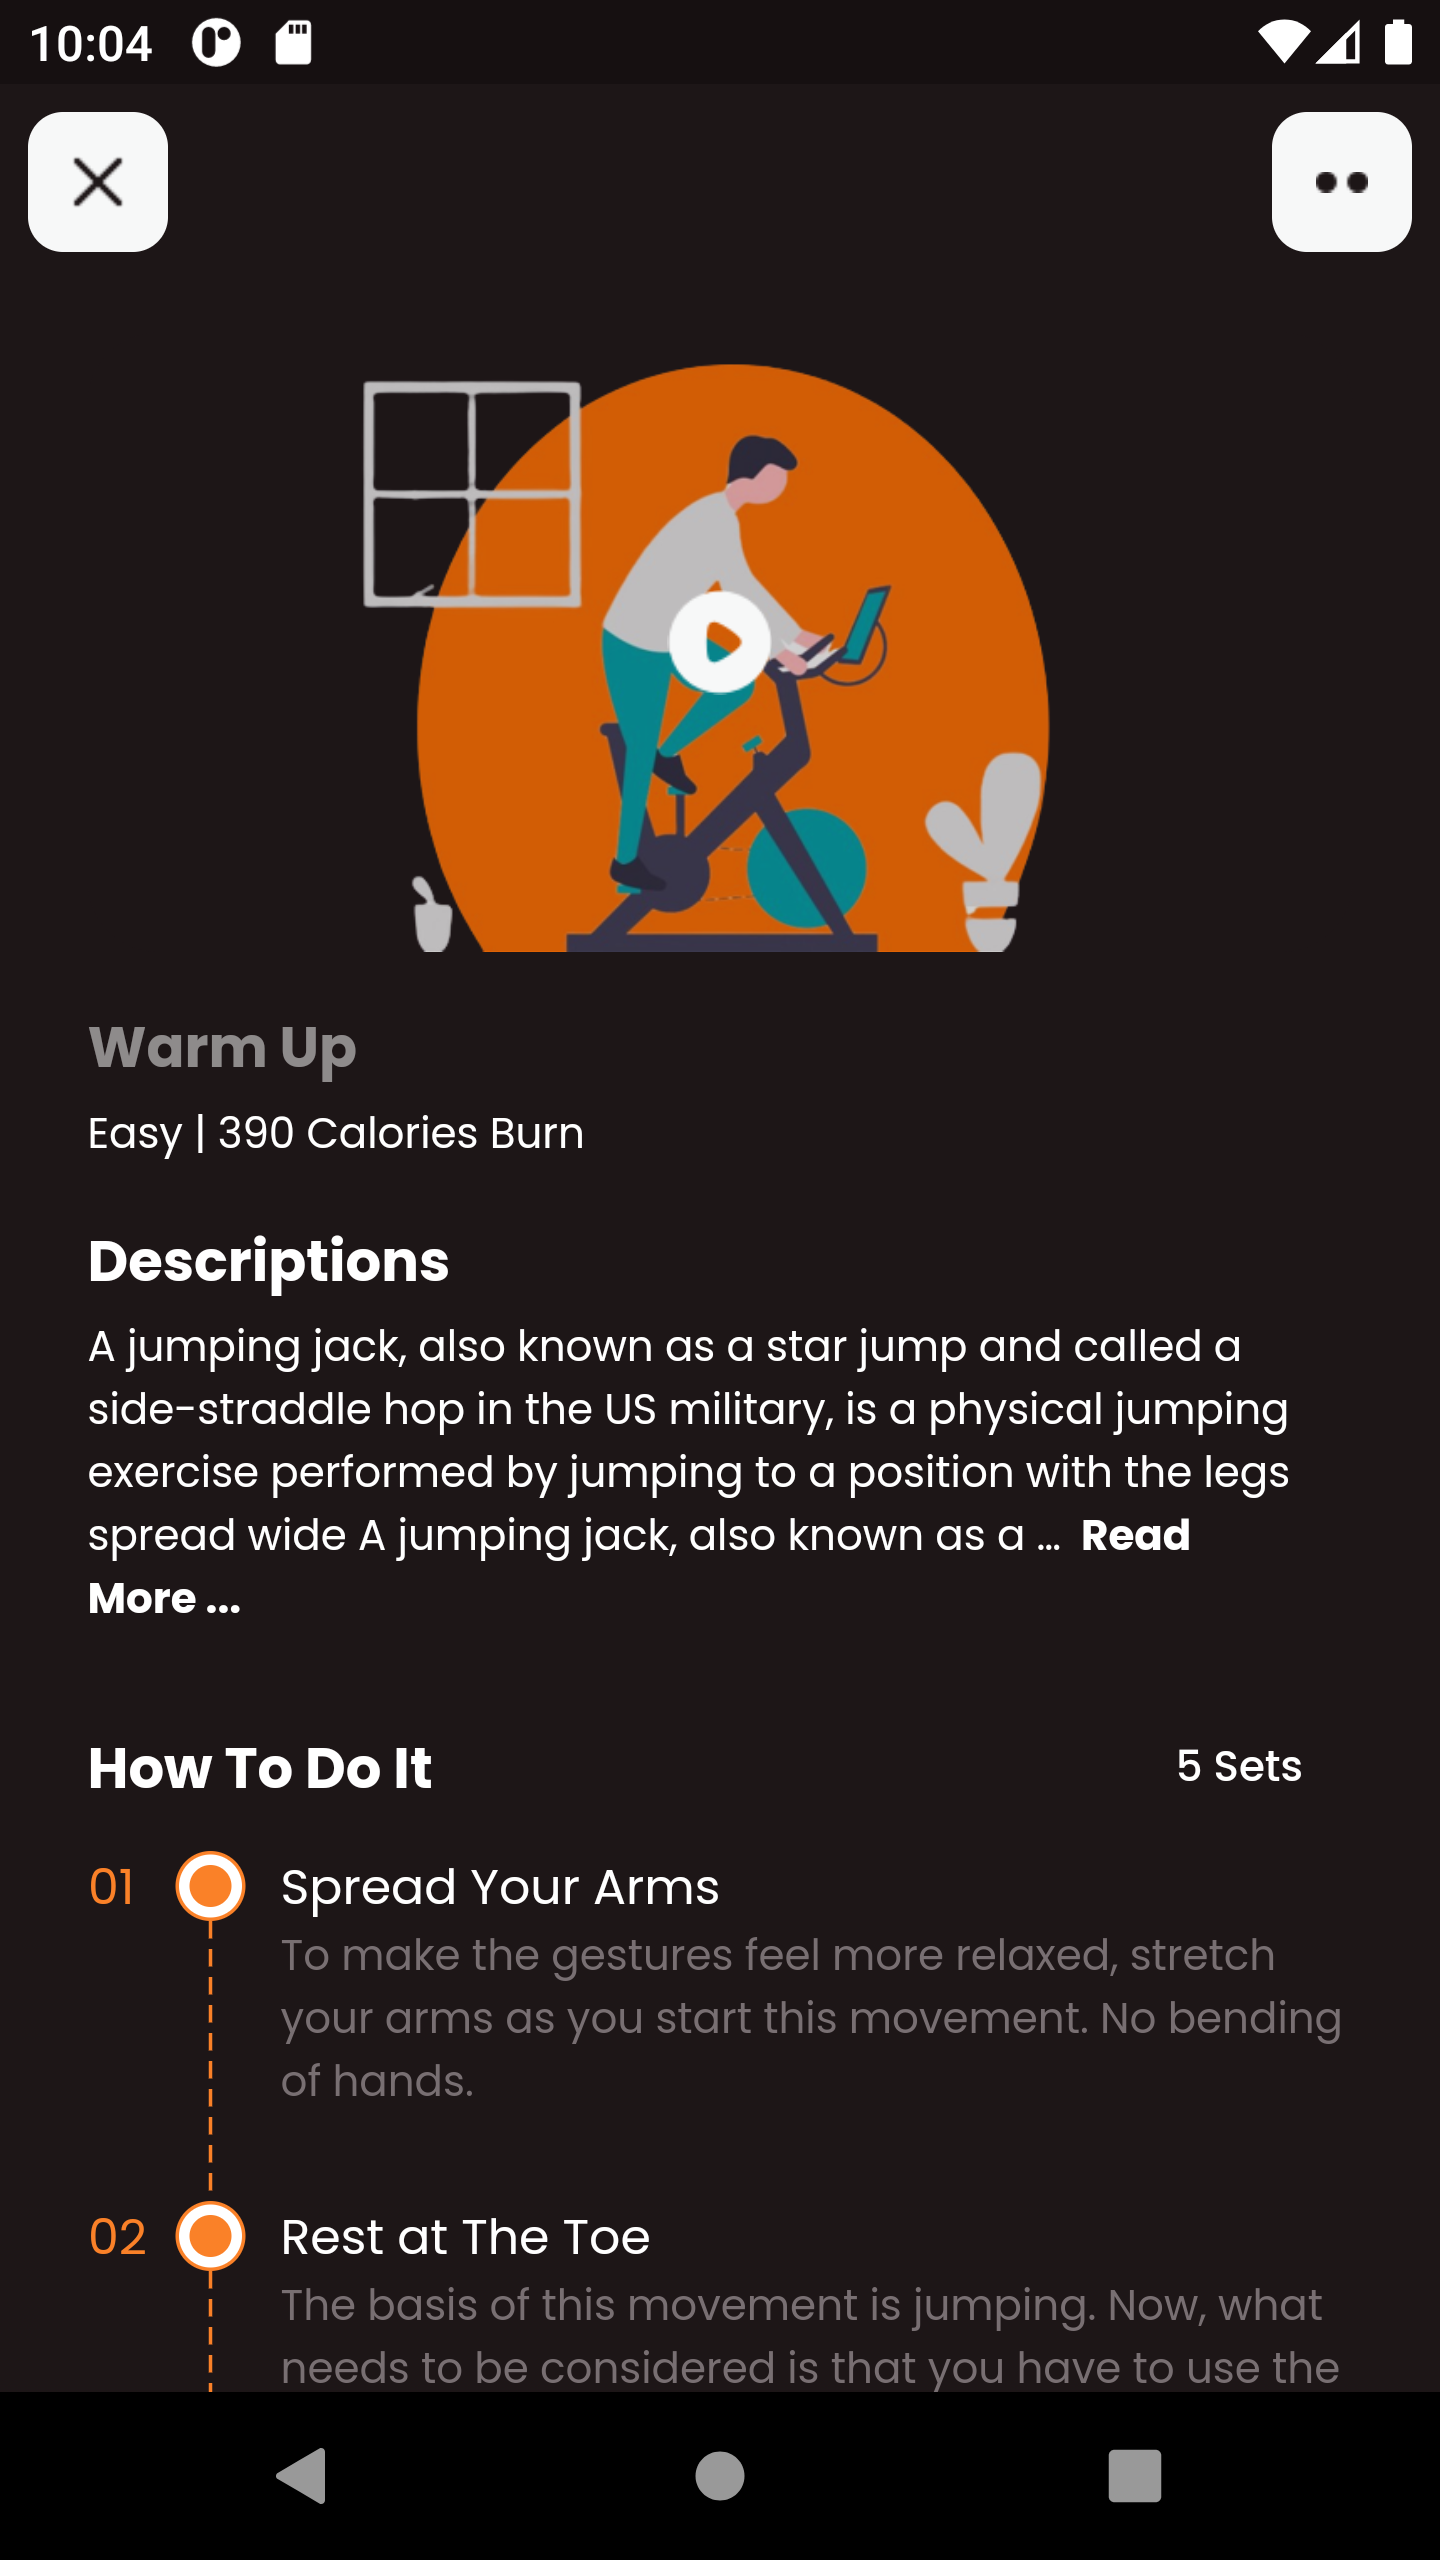 10:04
Warm Up
Easy | 390 Calories Burn
Descriptions
A jumping jack, also known as a star jump and called a
side-straddle hop in the US military, is a physical jumping
exercise performed by jumping to a position with the legs
spread wide A jumping jack, also known as a ... Read
More ...
How To Do It
5 Sets
01
Spread Your Arms
To make the gestures feel more relaxed, stretch
your arms as you start this movement. No bending
of hands.
02
Rest at The Toe
The basis of this movement is jumping. Now, what
needs to be considered is that you have to use the